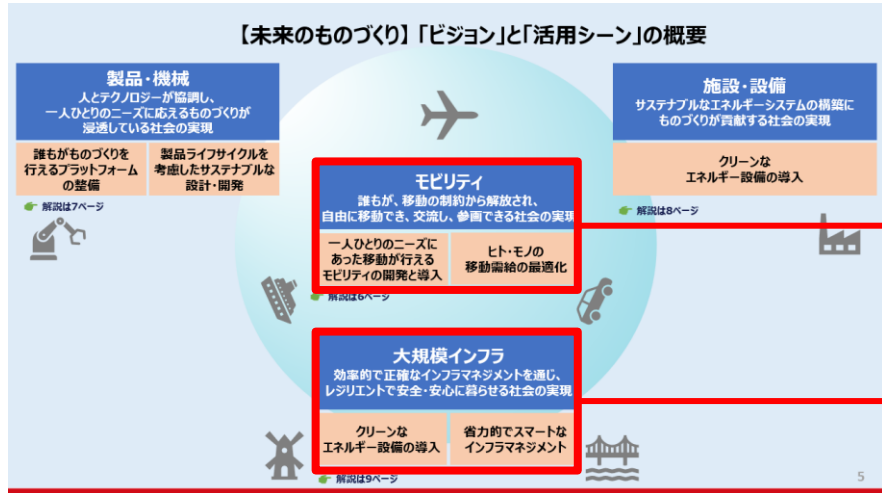 【未来のものづくり】「ビジョン」と「活用シーン」の概要
製品・機械
人とテクノロジーが協調し、
一人ひとりのニーズに応えるものづくりが
浸透している社会の実現
誰もがものづくりを
行えるプラットフォーム
の整備
製品ライフサイクルを
考慮したサステナブルな
設計・開発
解説は7ページ
施設・設備
サステナブルなエネルギーシステムの構築に
ものづくりが貢献する社会の実現
クリーンな
エネルギー設備の導入
解説は8ページ
モビリティ
誰もが、移動の制約から解放され、
自由に移動でき、交流し、参画できる社会の実現
一人ひとりのニーズに
あった移動が行える
モビリティの開発と導入
ヒト・モノの
移動需給の最適化
解説は6ページ
大規模インフラ
効率的で正確なインフラマネジメントを通じ、
レジリエントで安全・安心に暮らせる社会の実現
クリーンな
エネルギー設備の導入
省力的でスマートな
インフラマネジメント
解説は9ページ
5